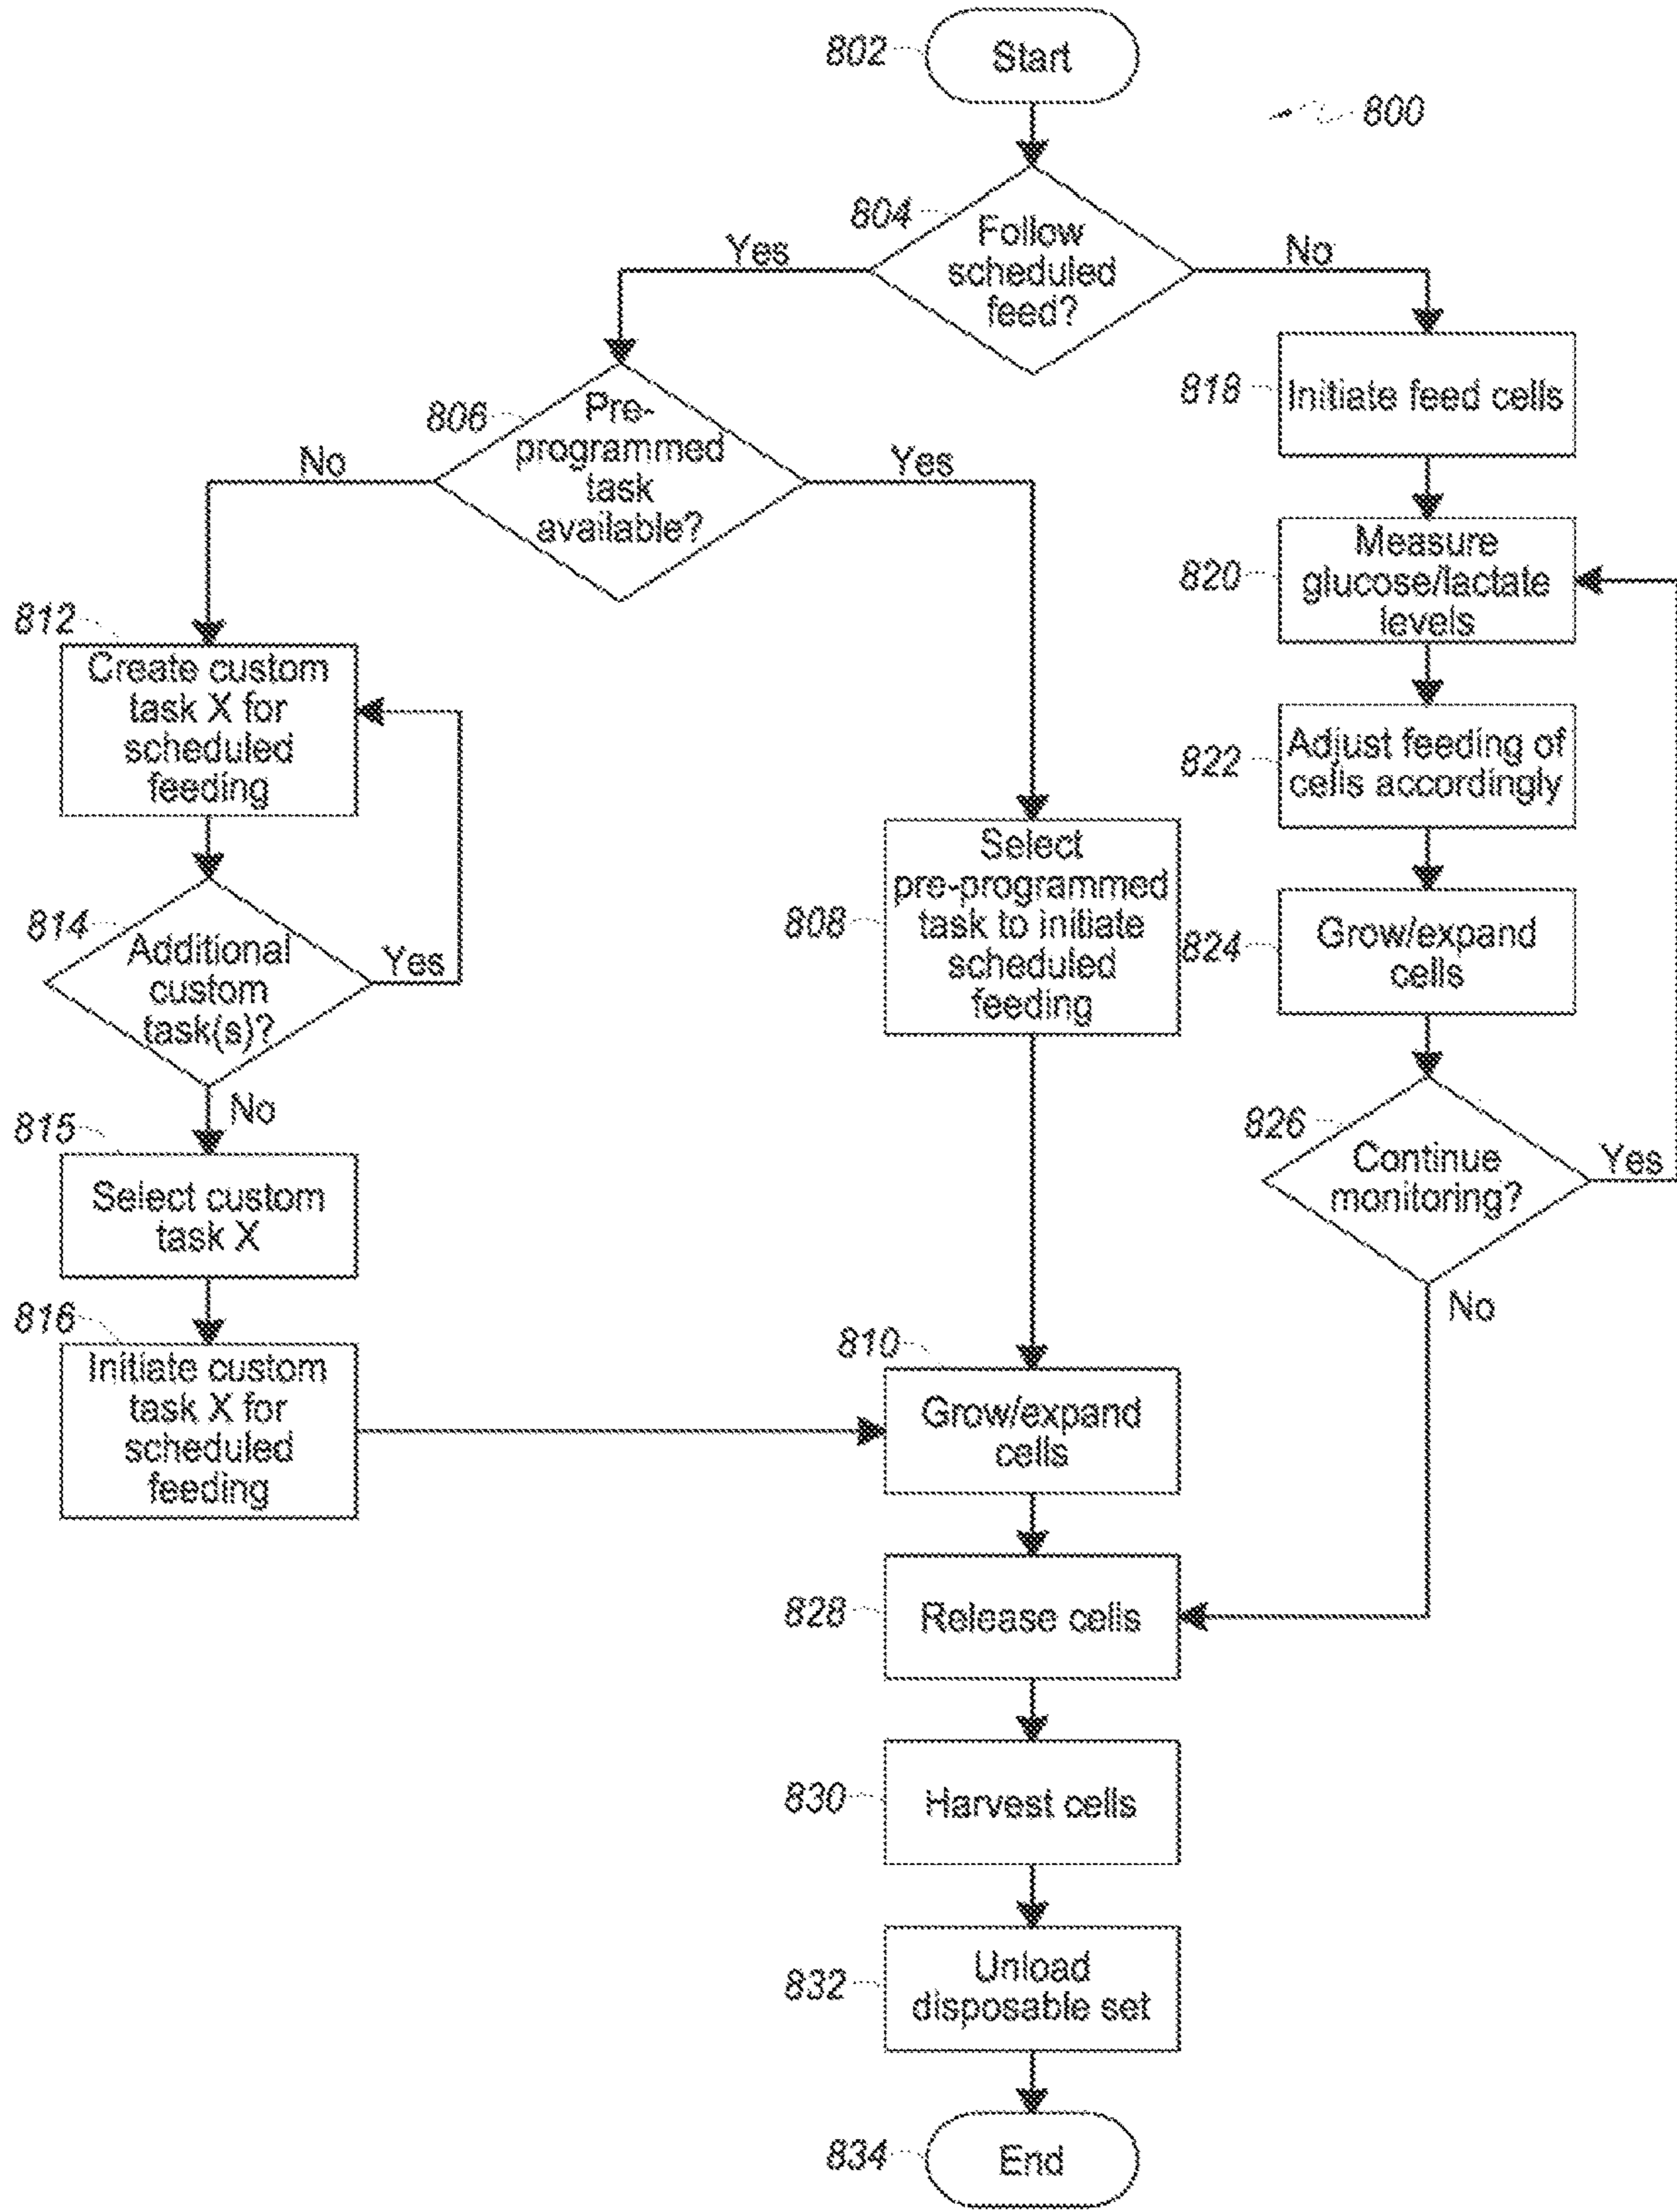 802
Start
800
804
Follow
scheduled
feed?
Yes
No
806
Pre-
programmed
task
available?
No
Yes
818
Initiate feed cells
820
Measure
glucose/lactate
levels
812
Create custom
task X for
scheduled
feeding
822
Adjust feeding of
cells accordingly
814
Additional
custom
task(s)?
Yes
808
Select
pre-programmed
task to initiate
scheduled
feeding
824
Grow/expand
cells
No
826
Continue
monitoring?
Yes
No
815
Select custom
task X
816
Initiate custom
task X for
scheduled
feeding
810
Grow/expand
cells
828
Release cells
830
Harvest cells
832
Unload
disposable set
834
End